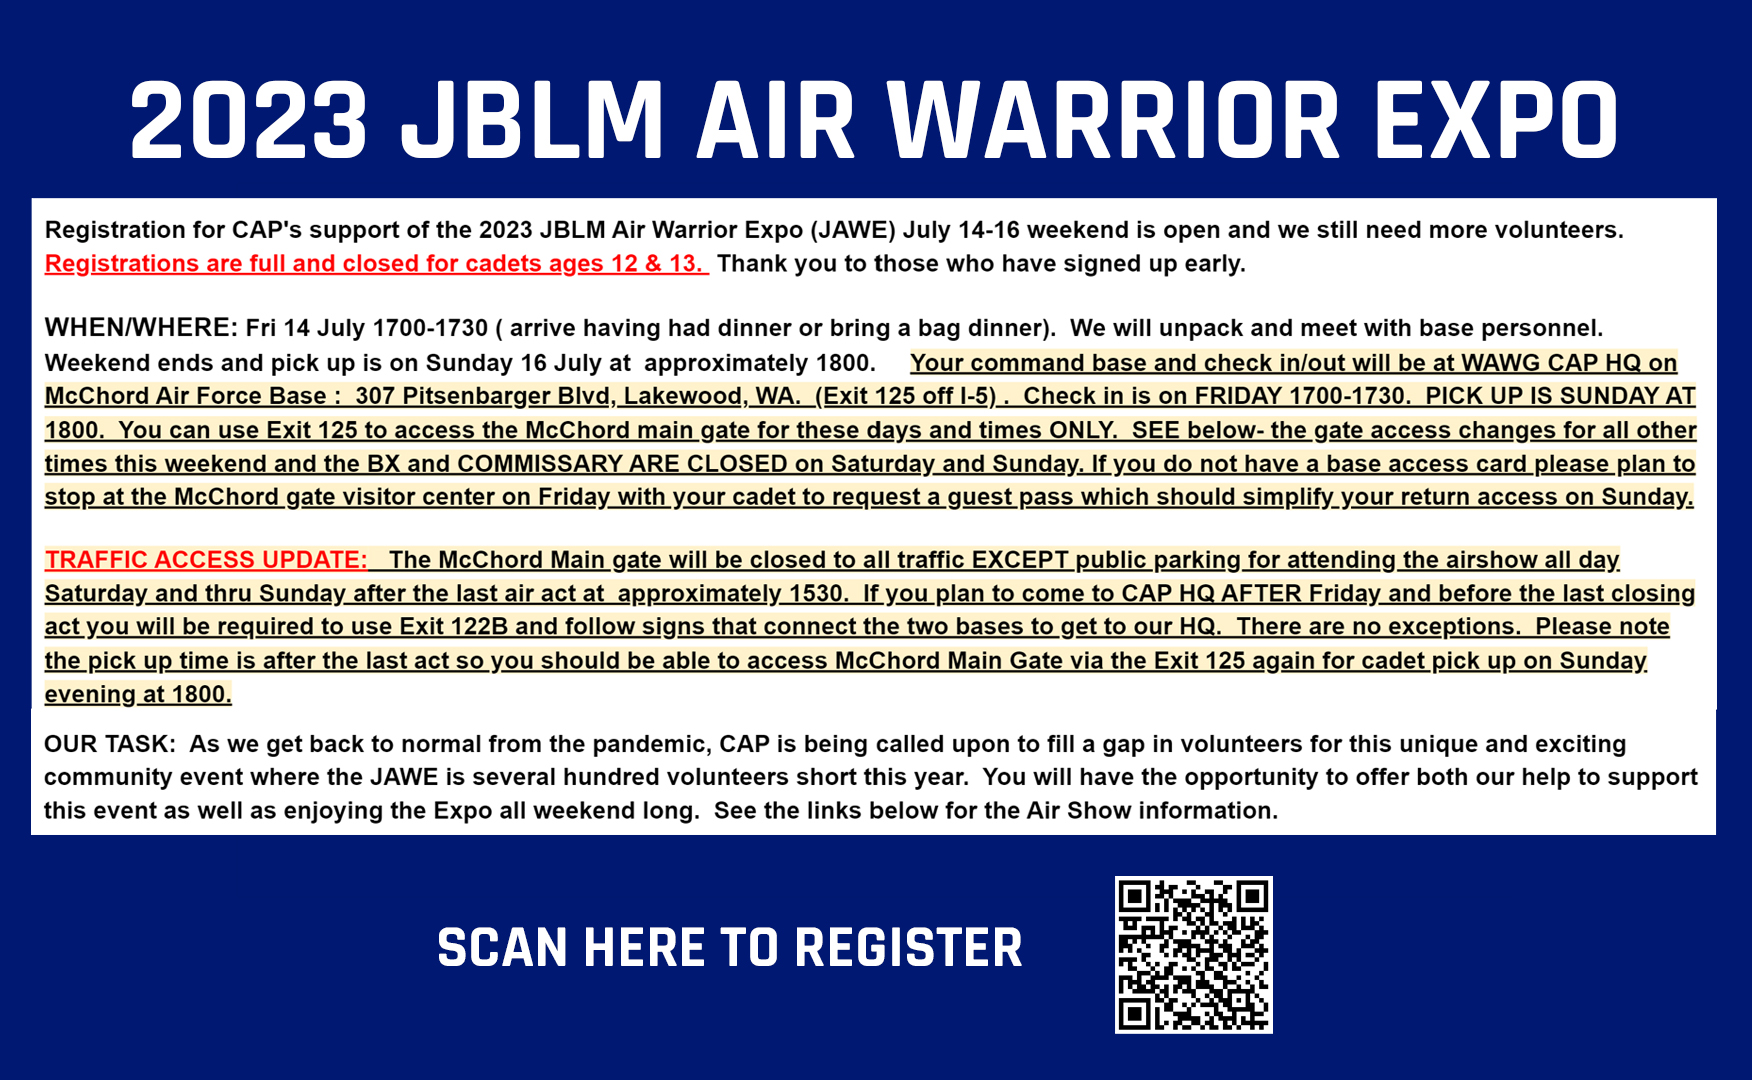 2023 JBLM AIR WARRIOR EXPO
Registration for CAP's support of the 2023 JBLM Air Warrior Expo (JAWE) July 14-16 weekend is open and we still need more volunteers.
Registrations are full and closed for cadets ages 12 & 13.  Thank you to those who have signed up early.
WHEN/WHERE: Fri 14 July 1700-1730 ( arrive having had dinner or bring a bag dinner).  We will unpack and meet with base personnel.
Weekend ends and pick up is on Sunday 16 July at  approximately 1800.     Your command base and check in/out will be at WAWG CAP HQ on
McChord Air Force Base :  307 Pitsenbarger Blvd, Lakewood, WA.  (Exit 125 off I-5) .  Check in is on FRIDAY 1700-1730.  PICK UP IS SUNDAY AT
1800.  You can use Exit 125 to access the McChord main gate for these days and times ONLY.  SEE below- the gate access changes for all other
times this weekend and the BX and COMMISSARY ARE CLOSED on Saturday and Sunday. If you do not have a base access card please plan to
stop at the McChord gate visitor center on Friday with your cadet to request a guest pass which should simplify your return access on Sunday.
TRAFFIC ACCESS UPDATE:   The McChord Main gate will be closed to all traffic EXCEPT public parking for attending the airshow all day
Saturday and thru Sunday after the last air act at  approximately 1530.  If you plan to come to CAP HQ AFTER Friday and before the last closing
act you will be required to use Exit 122B and follow signs that connect the two bases to get to our HQ.  There are no exceptions.  Please note
the pick up time is after the last act so you should be able to access McChord Main Gate via the Exit 125 again for cadet pick up on Sunday
evening at 1800.
OUR TASK:  As we get back to normal from the pandemic, CAP is being called upon to fill a gap in volunteers for this unique and exciting
community event where the JAWE is several hundred volunteers short this year.  You will have the opportunity to offer both our help to support
this event as well as enjoying the Expo all weekend long.  See the links below for the Air Show information.
SCAN HERE TO REGISTER